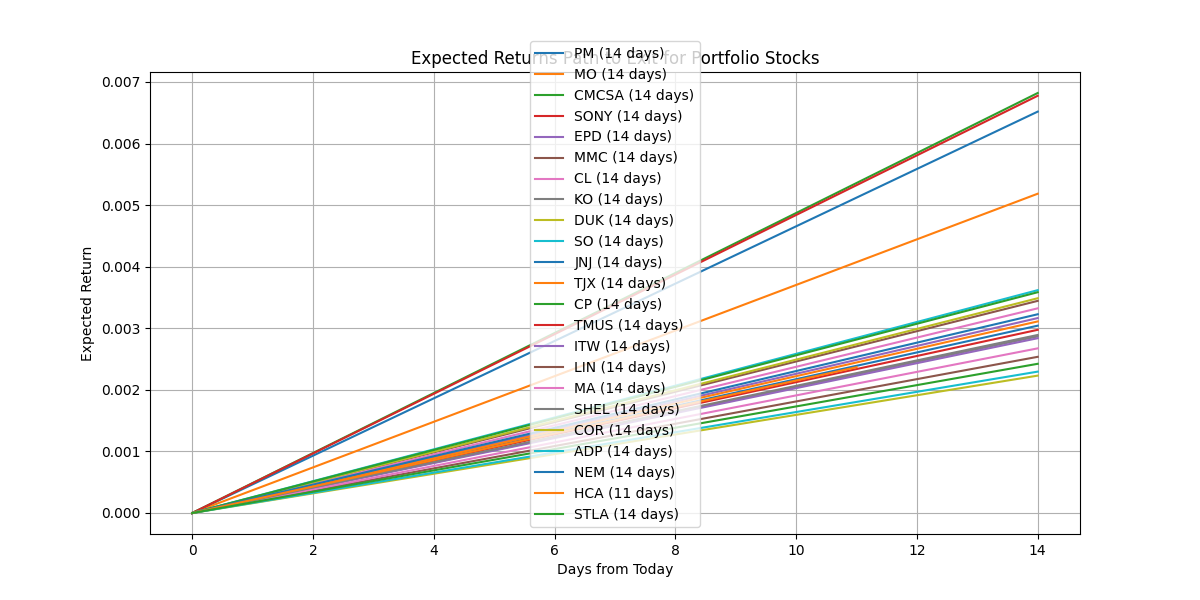 Expected Returns Path to Exit for Portfolio Stocks
PM (14 days)
MO (14 days)
CMCSA (14 days)
SONY (14 days)
EPD (14 days)
MMC (14 days)
CL (14 days)
KO (14 days)
DUK (14 days)
SO (14 days)
JNJ (14 days)
TJX (14 days)
CP (14 days)
TMUS (14 days)
ITW (14 days)
LIN (14 days)
MA (14 days)
SHEL (14 days)
COR (14 days)
ADP (14 days)
NEM (14 days)
HCA (11 days)
STLA (14 days)
Expected Return
0.007
0.006
0.005
0.004
0.003
0.002
0.001
0.000
0 2 4 6 8 10 12 14
Days from Today